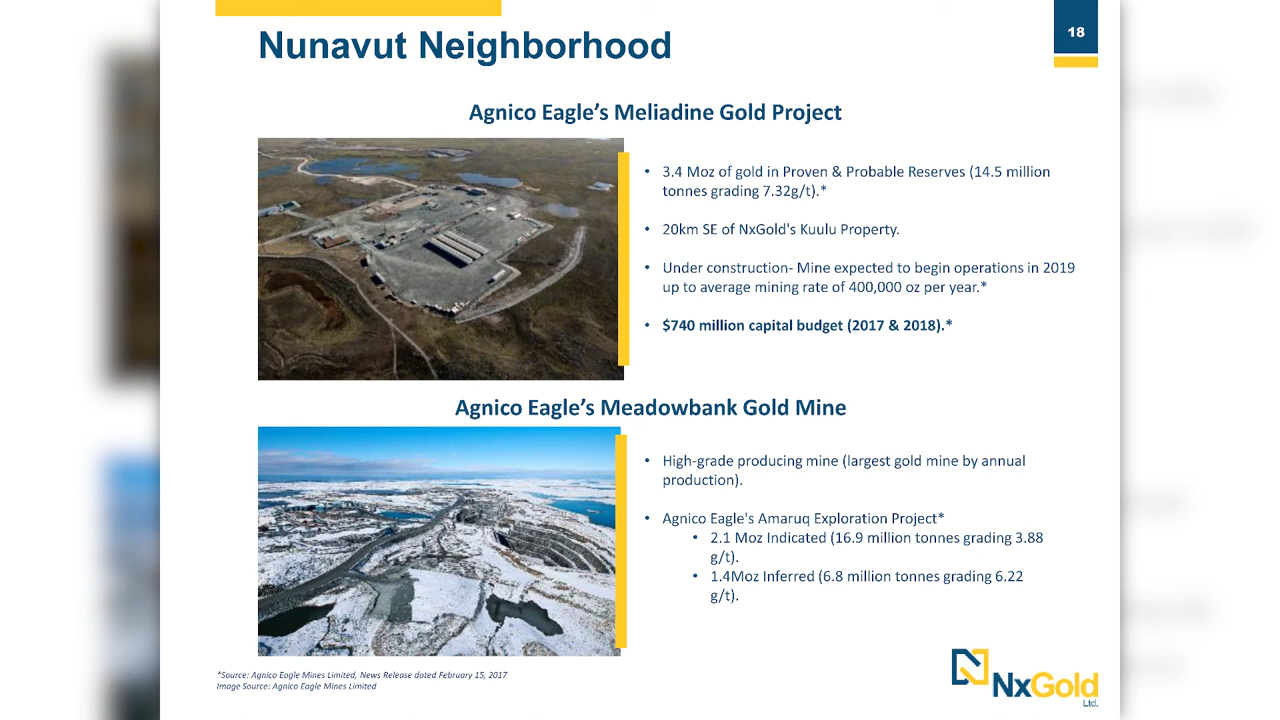 18
Nunavut Neighborhood
Agnico Eagle’s Meliadine Gold Project
• 3.4 Moz of gold in Proven & Probable Reserves (14.5 million
tonnes grading 7.32g/t).*
• 20km SE of NxGold's Kuulu Property.
• Under construction- Mine expected to begin operations in 2019
up to average mining rate of 400,000 oz per year.*
• $740 million capital budget (2017 & 2018).*
Agnico Eagle’s Meadowbank Gold Mine
• High-grade producing mine (largest gold mine by annual
production).
• Agnico Eagle's Amaruq Exploration Project*
• 2.1 Moz Indicated (16.9 million tonnes grading 3.88
g/t).
• 1.4Moz Inferred (6.8 million tonnes grading 6.22
g/t).
*Source: Agnico Eagle Mines Limited, News Release dated February 15, 2017
Image Source: Agnico Eagle Mines Limited
NxGold
Ltd.